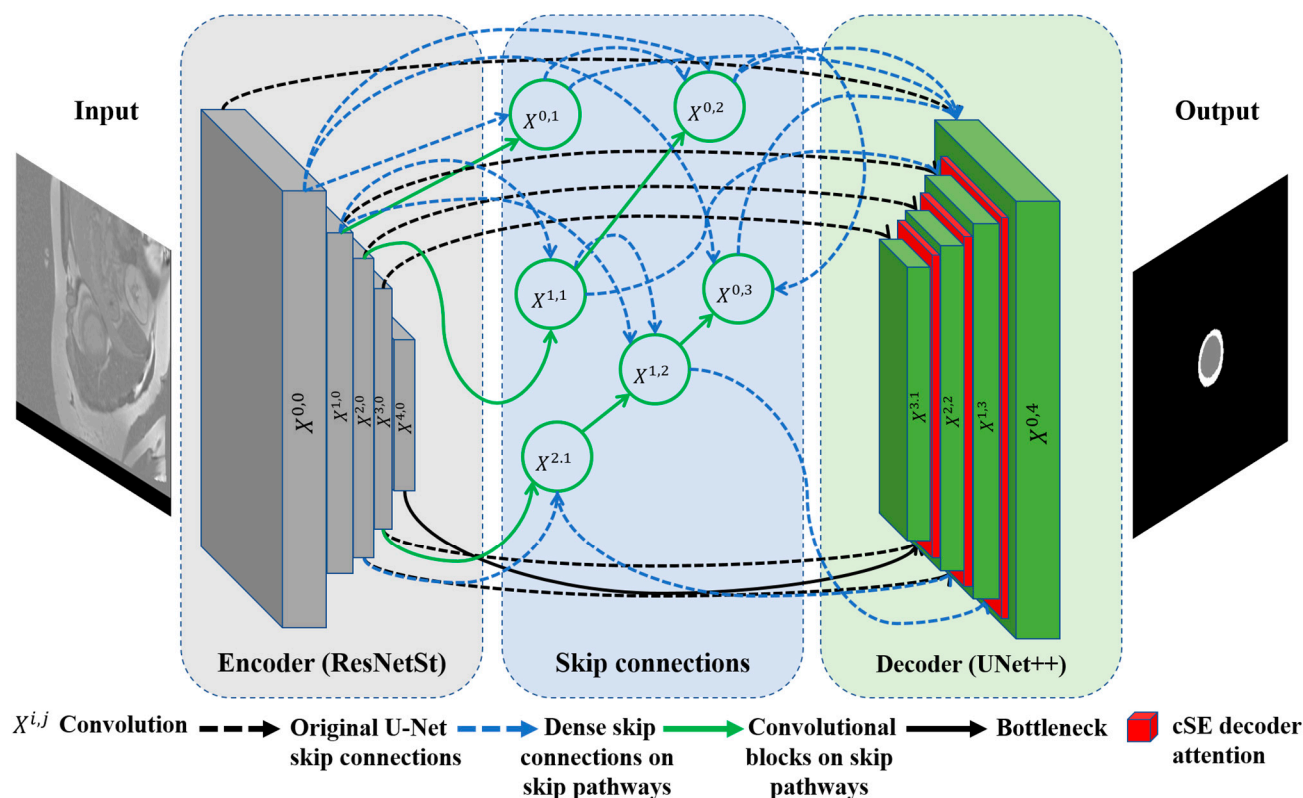 Input
Output
X^{0,0}
X^{1,0}
X^{2,0}
X^{3,0}
X^{4,0}
X^{0,1}
X^{0,2}
X^{1,1}
X^{0,3}
X^{1,2}
X^{2.1}
X^{3.1}
X^{2,2}
X^{1,3}
X^{0,4}
Encoder (ResNetSt)
Skip connections
Decoder (UNet++)
X^{i,j} Convolution
Original U-Net
skip connections
Dense skip
connections on
skip pathways
Convolutional
blocks on skip
pathways
Bottleneck
cSE decoder
attention